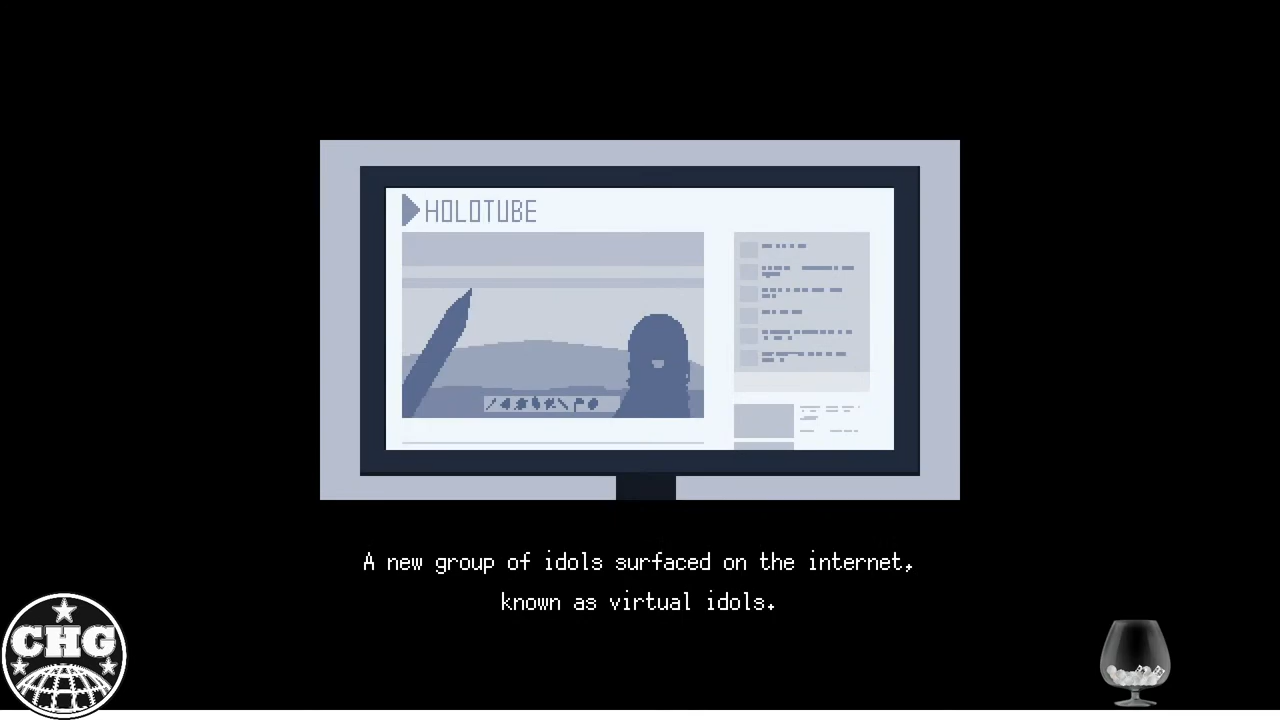 HOLOTUBE
A new group of idols surfaced on the internet,
known as virtual idols.
CHG